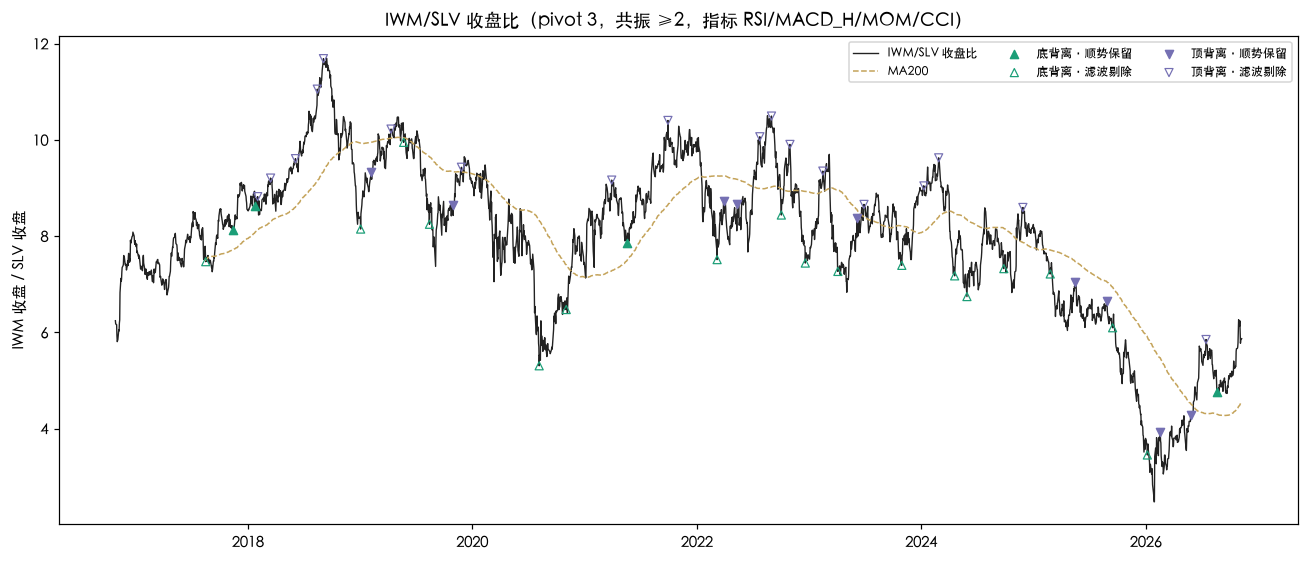 IWM/SLV 收盘比（pivot 3，共振 ≥2，指标 RSI/MACD_H/MOM/CCI）
IWM/SLV 收盘比
MA200
底背离·顺势保留
底背离·滤波剔除
顶背离·顺势保留
顶背离·滤波剔除
IWM 收盘 / SLV 收盘
12
10
8
6
4
2018
2020
2022
2024
2026